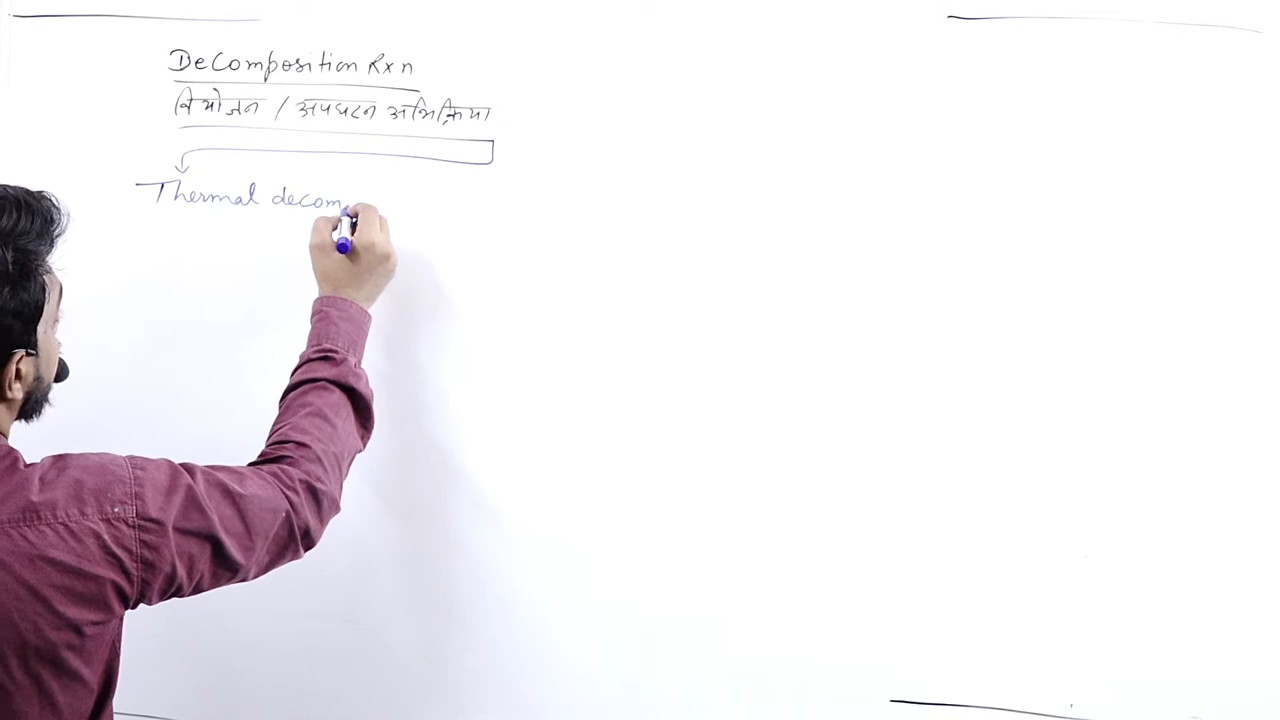 Decomposition Rxn
वियोजन / अपघटन अभिक्रिया
Thermal decom